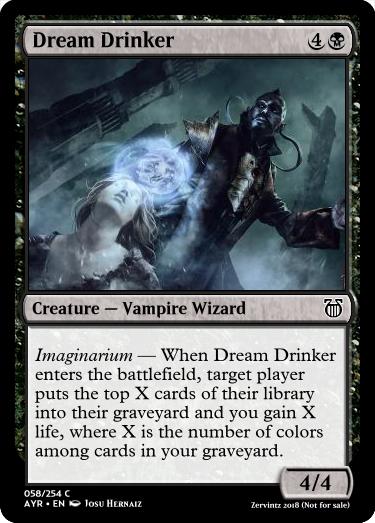 Dream Drinker 4
Creature — Vampire Wizard
Imaginarium — When Dream Drinker
enters the battlefield, target player
puts the top X cards of their library
into their graveyard and you gain X
life, where X is the number of colors
among cards in your graveyard.
4/4
058/254 C
AYR • EN Josu Hernaiz
Zervintz 2018 (Not for sale)